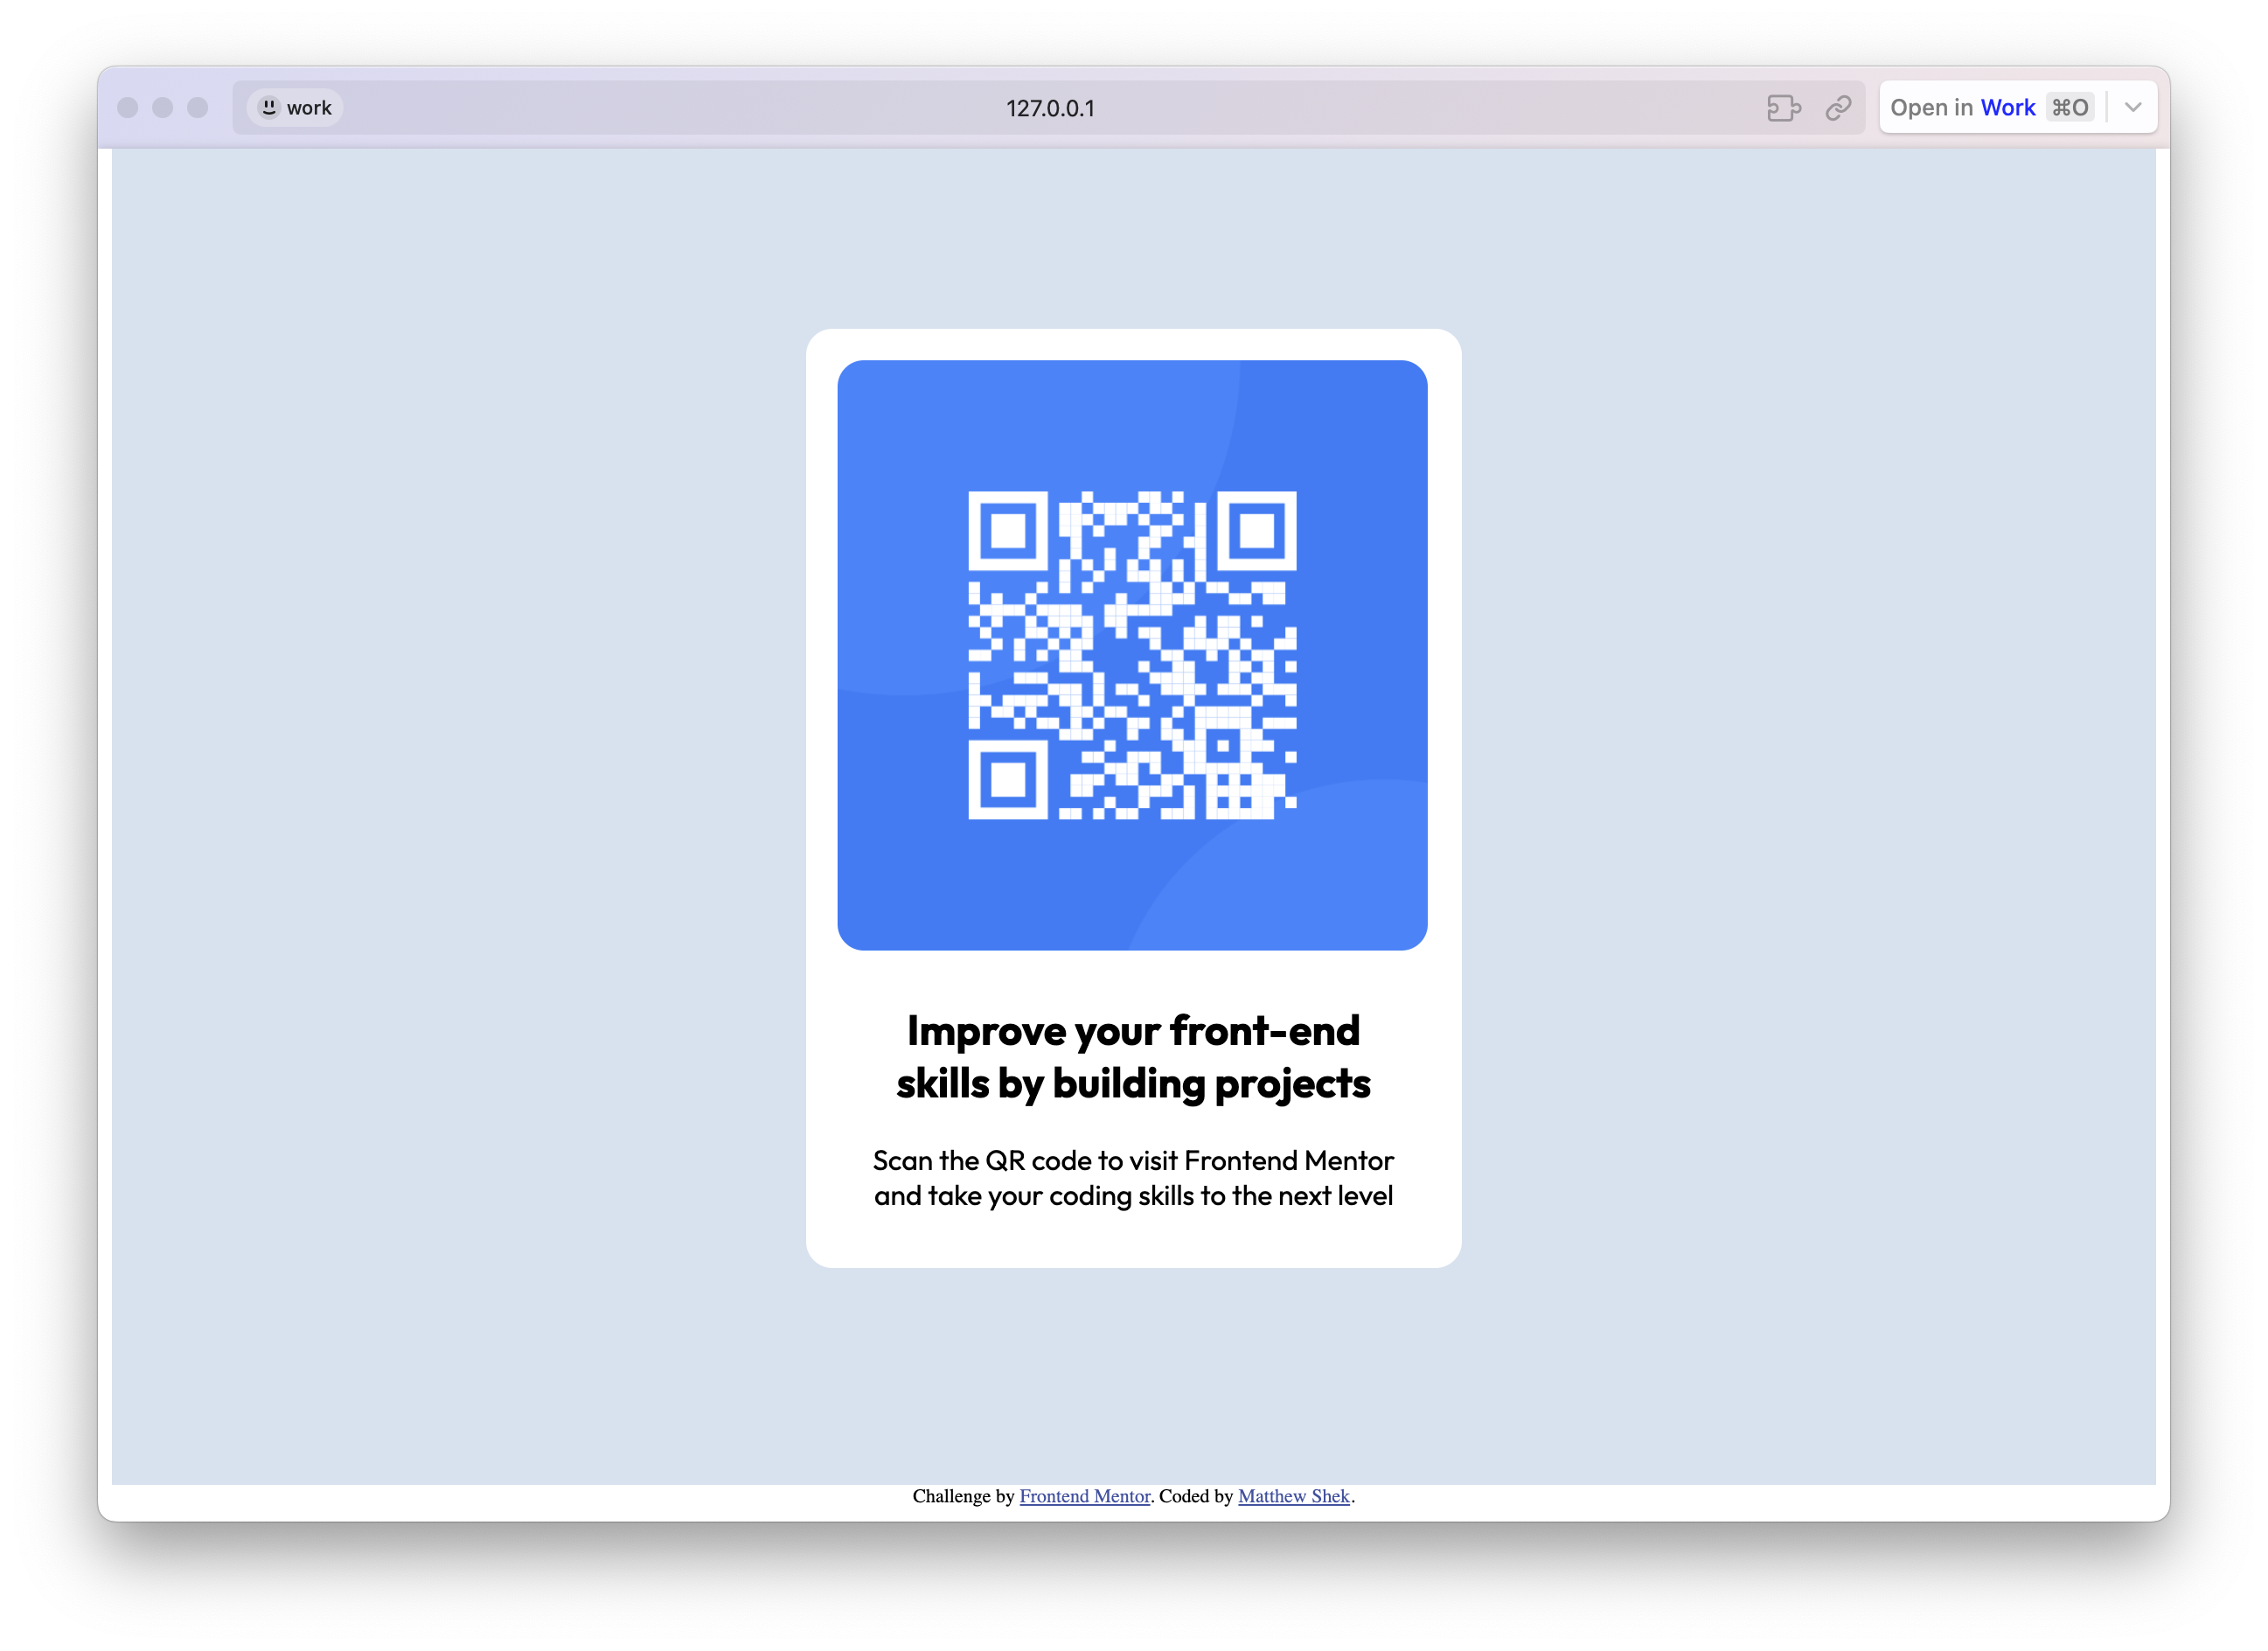 work
127.0.0.1
Open in Work ⌘O
Improve your front-end
skills by building projects
Scan the QR code to visit Frontend Mentor
and take your coding skills to the next level
Challenge by Frontend Mentor. Coded by Matthew Shek.